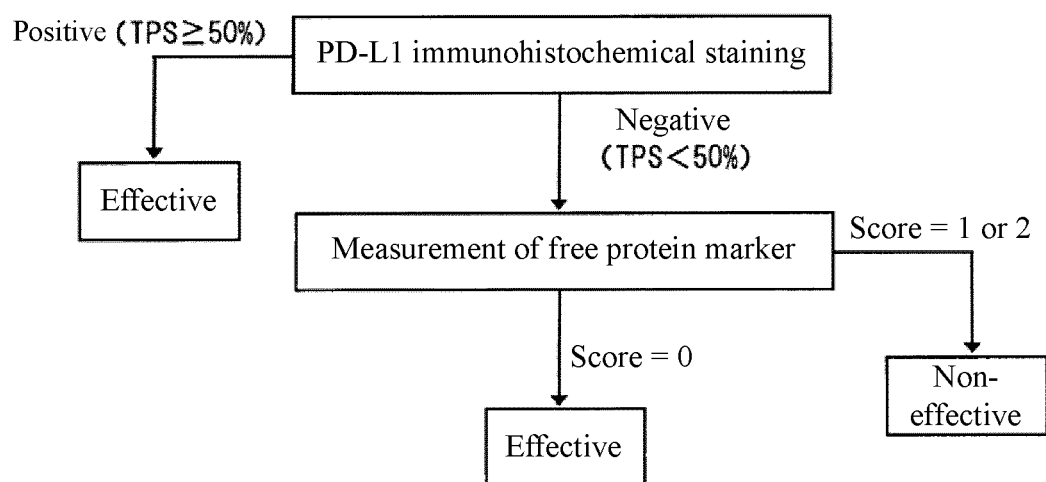 Positive (TPS≧50%)
PD-L1 immunohistochemical staining
Negative
(TPS<50%)
Effective
Measurement of free protein marker
Score = 1 or 2
Score = 0
Non-
effective
Effective